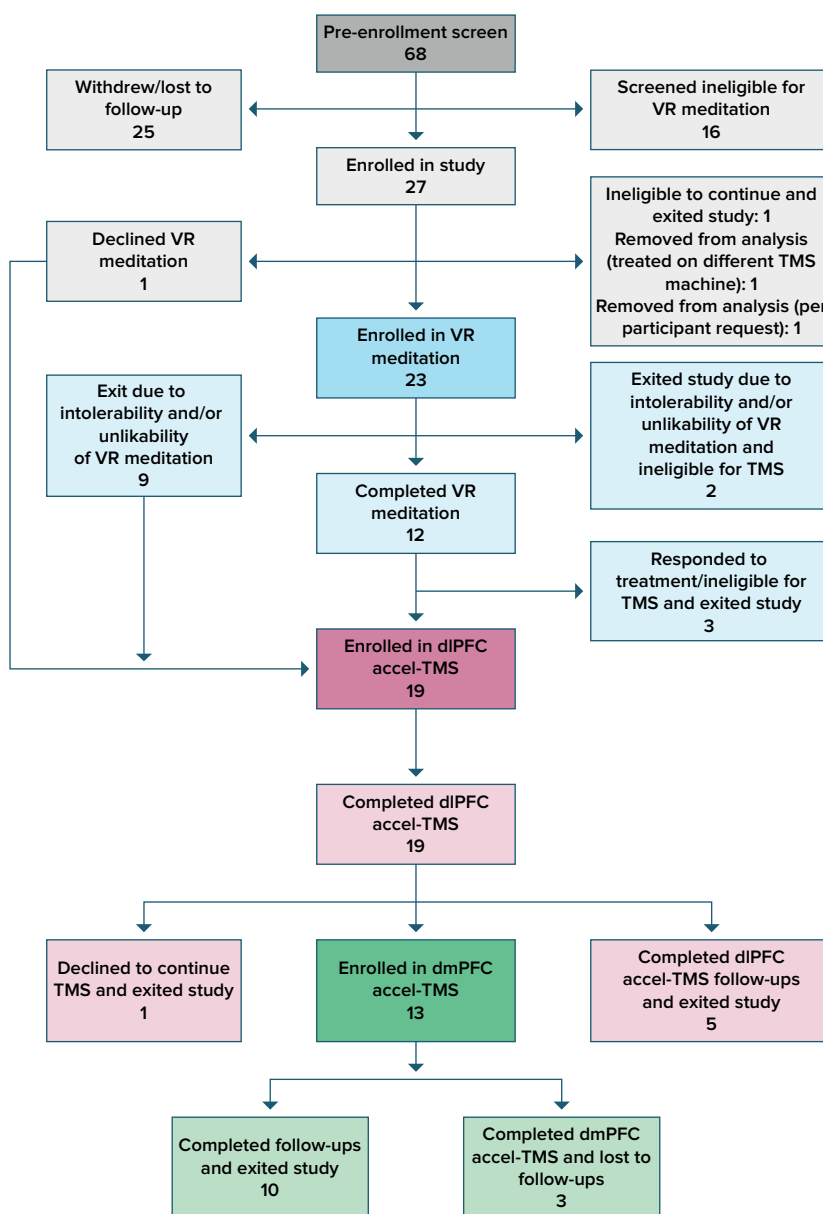 Pre-enrollment screen
68
Withdrew/lost to
follow-up
25
Screened ineligible for
VR meditation
16
Enrolled in study
27
Declined VR
meditation
1
Ineligible to continue and
exited study: 1
Removed from analysis
(treated on different TMS
machine): 1
Removed from analysis (per
participant request): 1
Enrolled in VR
meditation
23
Exit due to
intolerability and/or
unlikability
of VR meditation
9
Exited study due to
intolerability and/or
unlikability of VR
meditation and
ineligible for TMS
2
Completed VR
meditation
12
Responded to
treatment/ineligible for
TMS and exited study
3
Enrolled in dlPFC
accel-TMS
19
Completed dlPFC
accel-TMS
19
Declined to continue
TMS and exited study
1
Enrolled in dmPFC
accel-TMS
13
Completed dlPFC
accel-TMS follow-ups
and exited study
5
Completed follow-ups
and exited study
10
Completed dmPFC
accel-TMS and lost to
follow-ups
3